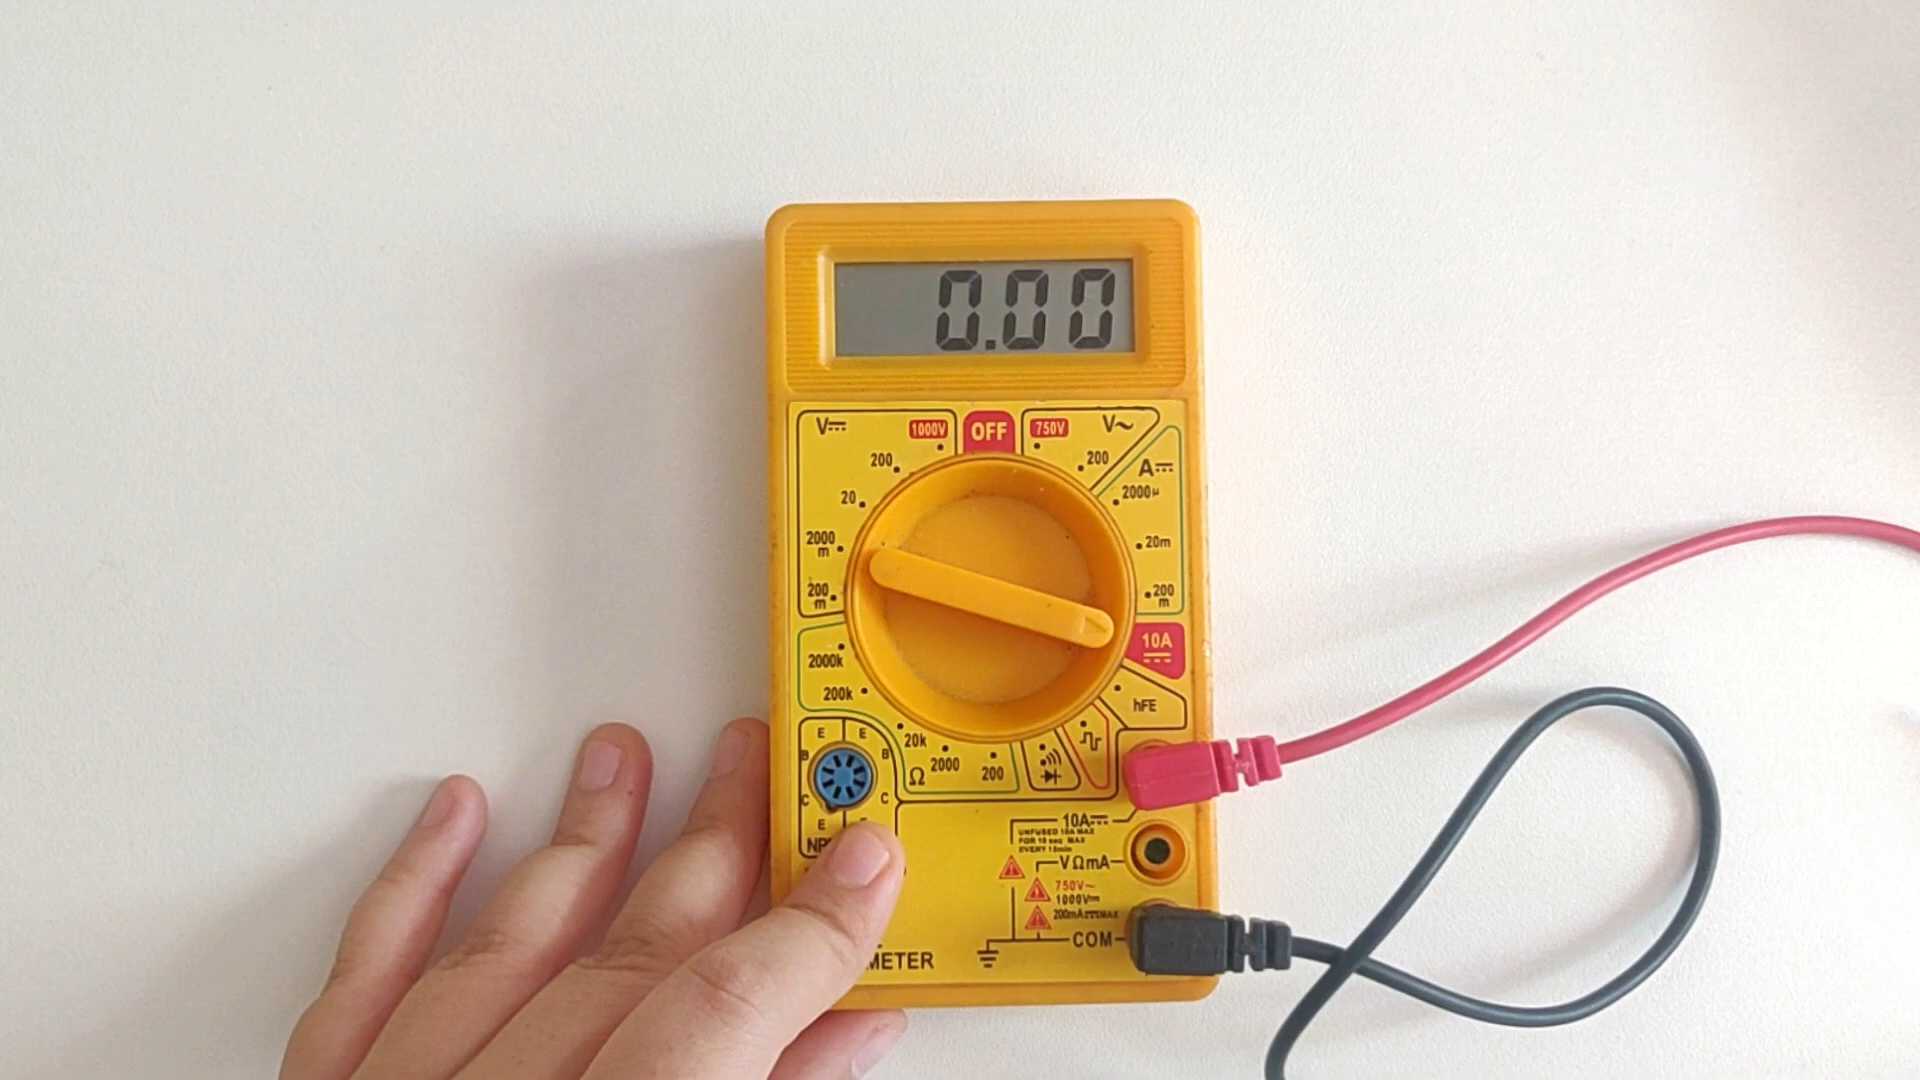 0.00
V⎓ 1000V OFF 750V V~
200 200 A⎓
20 2000µ
2000
m 20m
200
m 200
m
2000k 10A
⎓
200k hFE
E E 20k
B B Ω 2000 200
C C
E
10A⎓
UNFUSED 10A MAX
FOR 10 sec MAX
EVERY 15min
VΩmA
750V~
1000V⎓
200mA⎓MAX
COM
METER